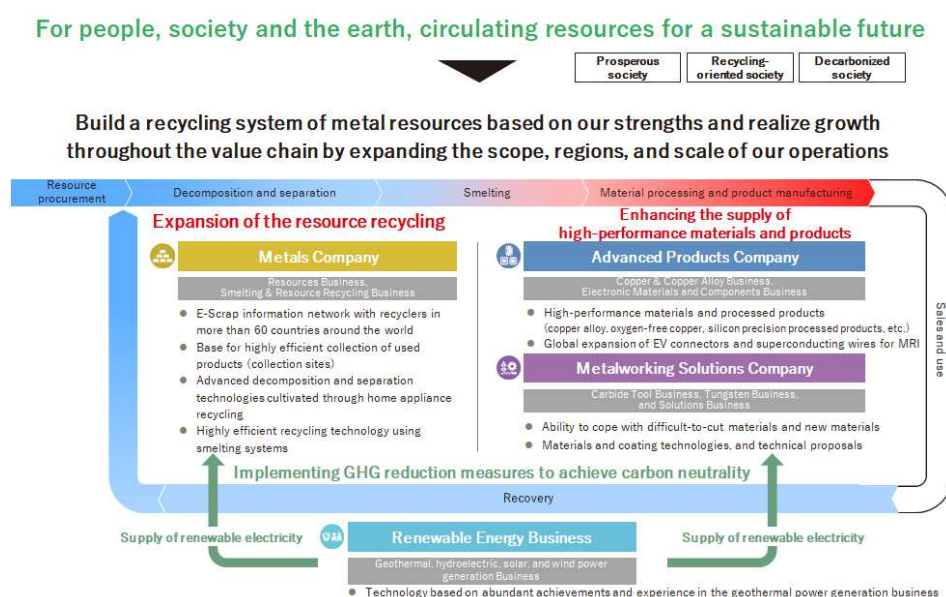 For people, society and the earth, circulating resources for a sustainable future
Prosperous
society
Recycling-
oriented society
Decarbonized
society
Build a recycling system of metal resources based on our strengths and realize growth
throughout the value chain by expanding the scope, regions, and scale of our operations
Resource
procurement
Decomposition and separation
Smelting
Material processing and product manufacturing
Expansion of the resource recycling
Metals Company
Resources Business,
Smelting & Resource Recycling Business
● E-Scrap information network with recyclers in
more than 60 countries around the world
● Base for highly efficient collection of used
products (collection sites)
● Advanced decomposition and separation
technologies cultivated through home appliance
recycling
● Highly efficient recycling technology using
smelting systems
Enhancing the supply of
high-performance materials and products
Advanced Products Company
Copper & Copper Alloy Business,
Electronic Materials and Components Business
● High-performance materials and processed products
(copper alloy, oxygen-free copper, silicon precision processed products, etc.)
● Global expansion of EV connectors and superconducting wires for MRI
Metalworking Solutions Company
Carbide Tool Business, Tungsten Business,
and Solutions Business
● Ability to cope with difficult-to-cut materials and new materials
● Materials and coating technologies, and technical proposals
Sales and use
Implementing GHG reduction measures to achieve carbon neutrality
Recovery
Supply of renewable electricity
Renewable Energy Business
Supply of renewable electricity
Geothermal, hydroelectric, solar, and wind power
generation Business
● Technology based on abundant achievements and experience in the geothermal power generation business